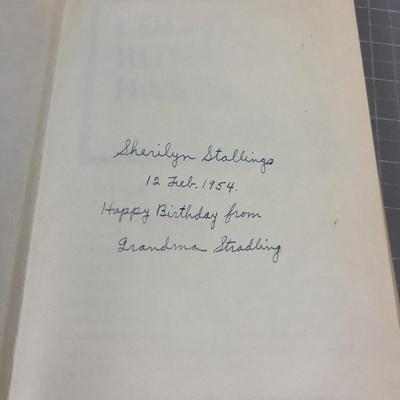 Sherilyn Stallings
12 Feb. 1954.
Happy Birthday from
Grandma Stradling